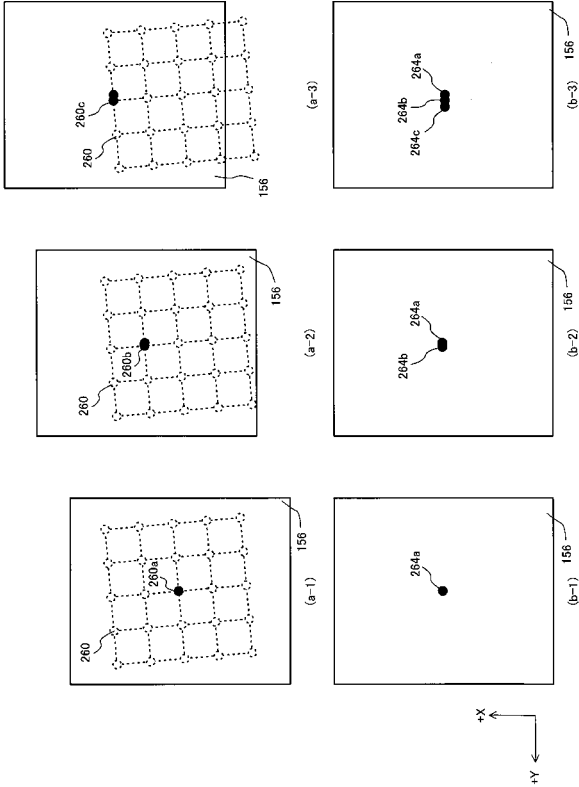 260
260a
156
(a-1)
260
260b
156
(a-2)
260
260c
156
(a-3)
264a
156
(b-1)
264a
264b
156
(b-2)
264a
264b
264c
156
(b-3)
+X
+Y